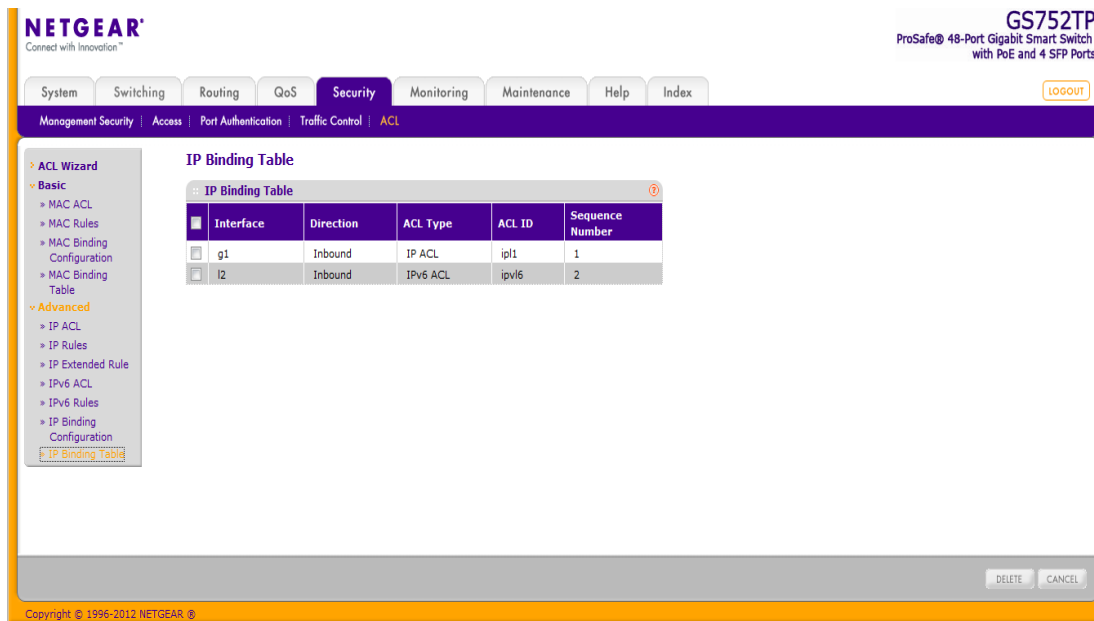 NETGEAR®
Connect with Innovation™
GS752TP
ProSafe® 48-Port Gigabit Smart Switch
with PoE and 4 SFP Ports
System Switching Routing QoS Security Monitoring Maintenance Help Index
LOGOUT
Management Security Access Port Authentication Traffic Control ACL
ACL Wizard
Basic
» MAC ACL
» MAC Rules
» MAC Binding
Configuration
» MAC Binding
Table
Advanced
» IP ACL
» IP Rules
» IP Extended Rule
» IPv6 ACL
» IPv6 Rules
» IP Binding
Configuration
» IP Binding Table
IP Binding Table
IP Binding Table ?
Interface Direction ACL Type ACL ID Sequence Number
g1 Inbound IP ACL ipl1 1
l2 Inbound IPv6 ACL ipvl6 2
DELETE CANCEL
Copyright © 1996-2012 NETGEAR ®